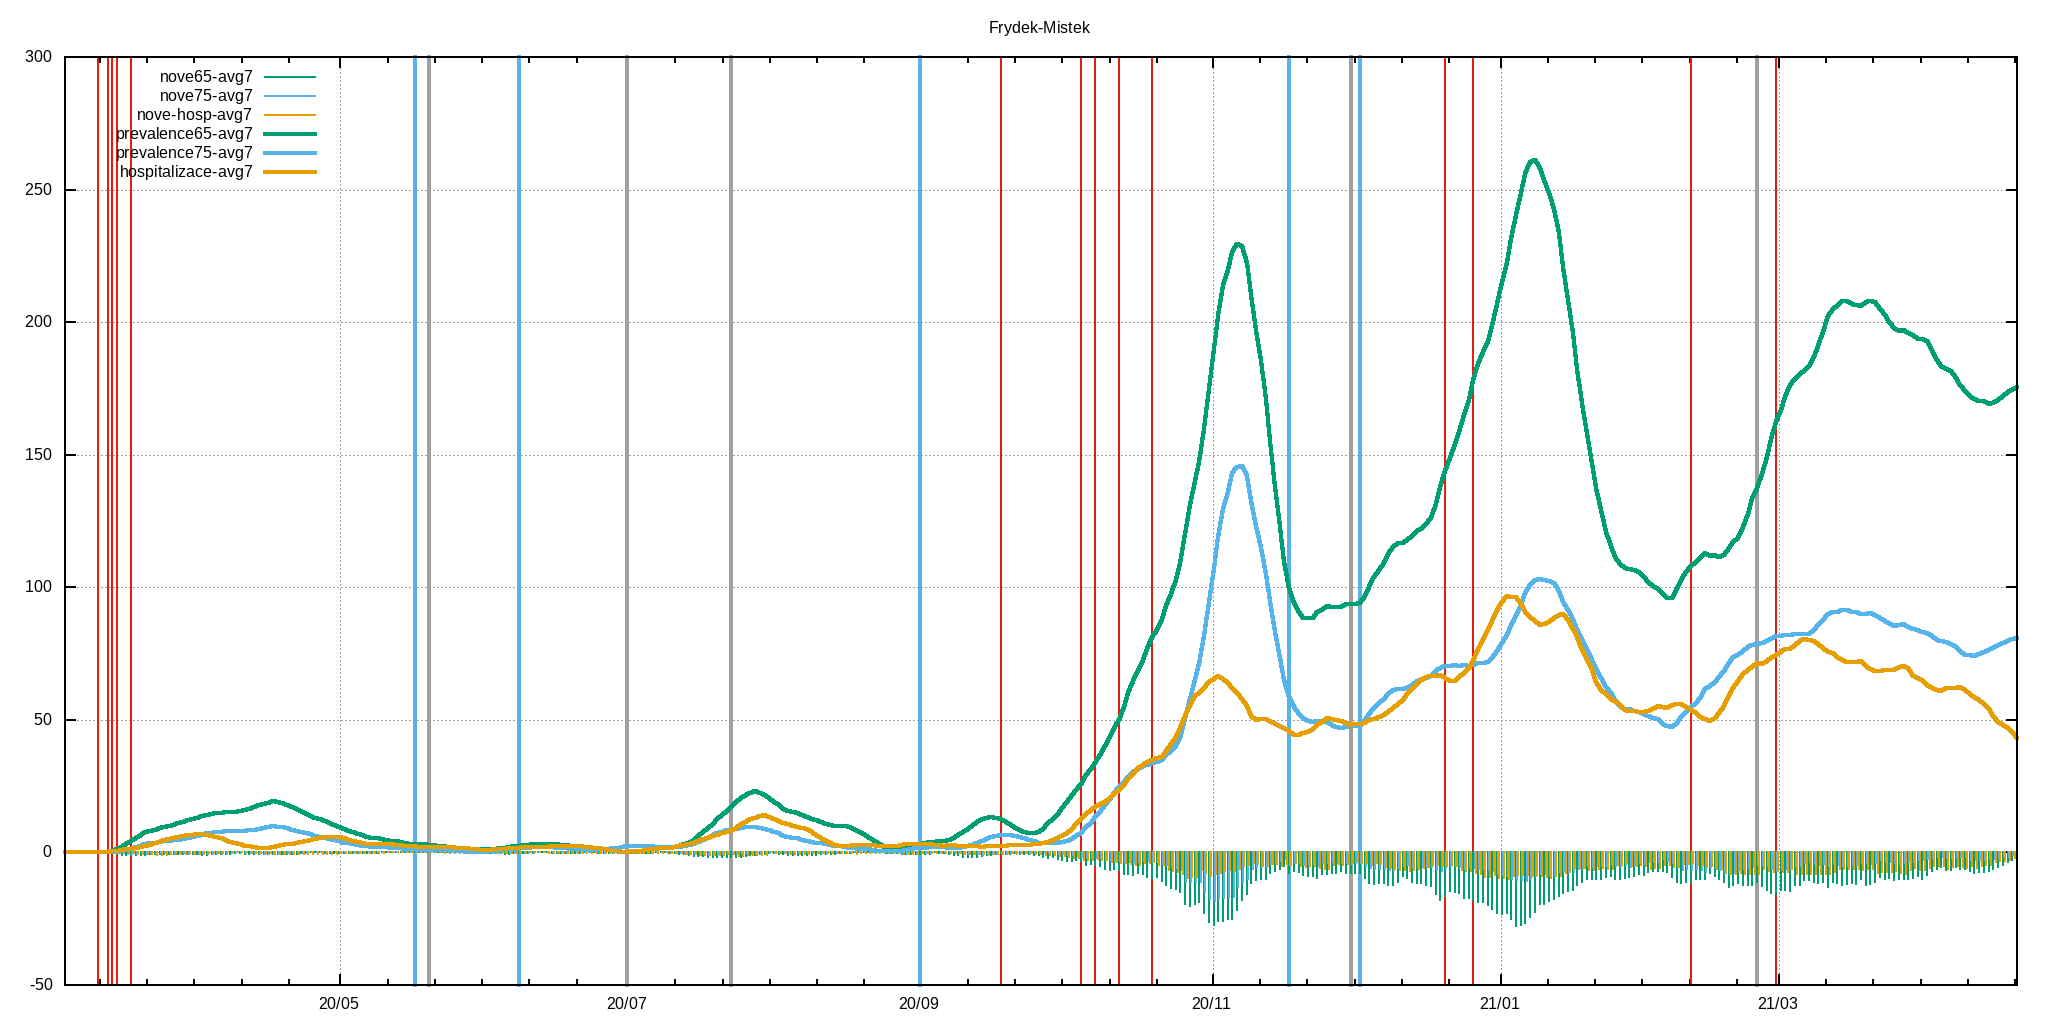 Frydek-Mistek
300
250
200
150
100
50
0
-50
nove65-avg7
nove75-avg7
nove-hosp-avg7
prevalence65-avg7
prevalence75-avg7
hospitalizace-avg7
20/05
20/07
20/09
20/11
21/01
21/03